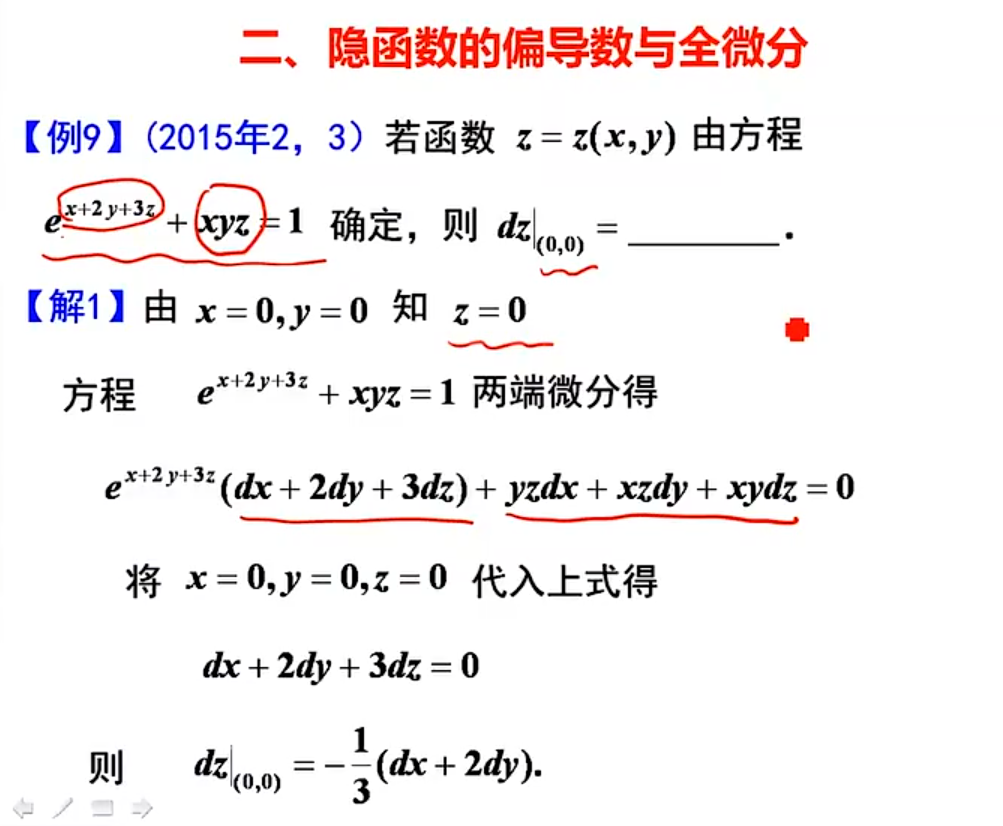 二、隐函数的偏导数与全微分
【例9】(2015年2，3）若函数 z = z(x, y) 由方程
e^{x+2y+3z} + xyz = 1 确定，则 dz|_{(0,0)} = ________.
【解1】由 x = 0, y = 0 知 z = 0
方程 e^{x+2y+3z} + xyz = 1 两端微分得
e^{x+2y+3z}(dx + 2dy + 3dz) + yzdx + xzdy + xydz = 0
将 x = 0, y = 0, z = 0 代入上式得
dx + 2dy + 3dz = 0
则 dz|_{(0,0)} = -\frac{1}{3}(dx + 2dy).